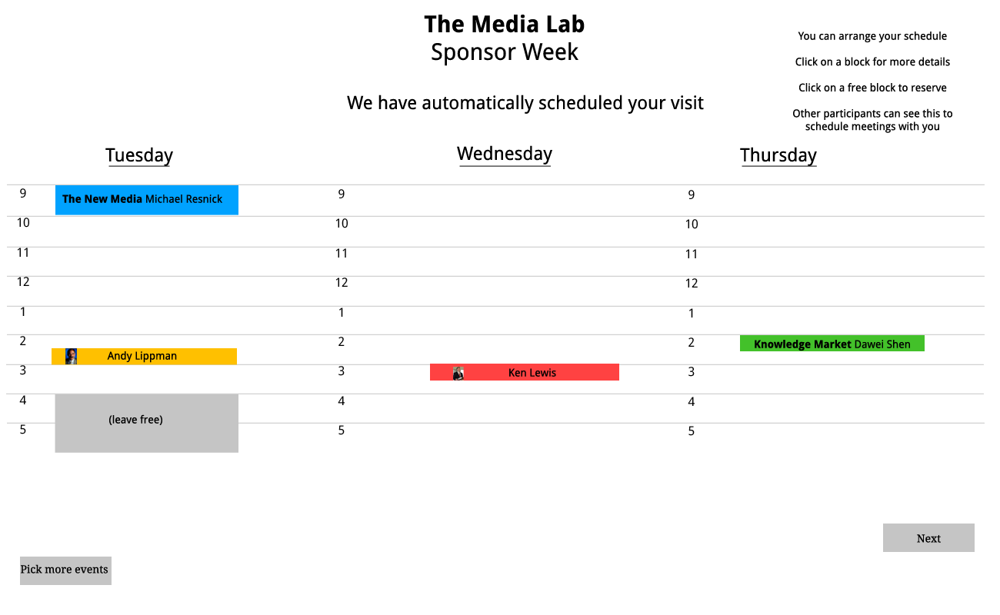 The Media Lab
Sponsor Week
You can arrange your schedule
Click on a block for more details
Click on a free block to reserve
Other participants can see this to
schedule meetings with you
We have automatically scheduled your visit
Tuesday
9
The New Media Michael Resnick
10
11
12
1
2
Andy Lippman
3
4
(leave free)
5
Wednesday
9
10
11
12
1
2
3
Ken Lewis
4
5
Thursday
9
10
11
12
1
2
Knowledge Market Dawei Shen
3
4
5
Next
Pick more events